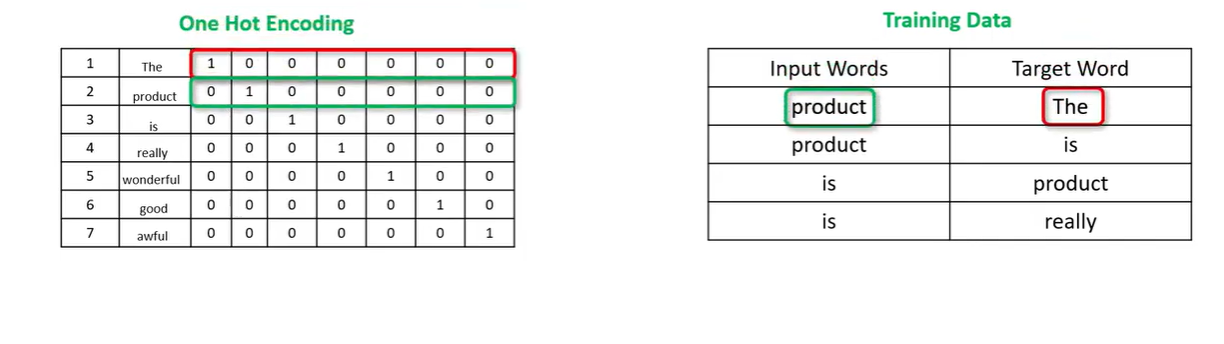 One Hot Encoding
1 The 1 0 0 0 0 0 0
2 product 0 1 0 0 0 0 0
3 is 0 0 1 0 0 0 0
4 really 0 0 0 1 0 0 0
5 wonderful 0 0 0 0 1 0 0
6 good 0 0 0 0 0 1 0
7 awful 0 0 0 0 0 0 1
Training Data
Input Words Target Word
product The
product is
is product
is really